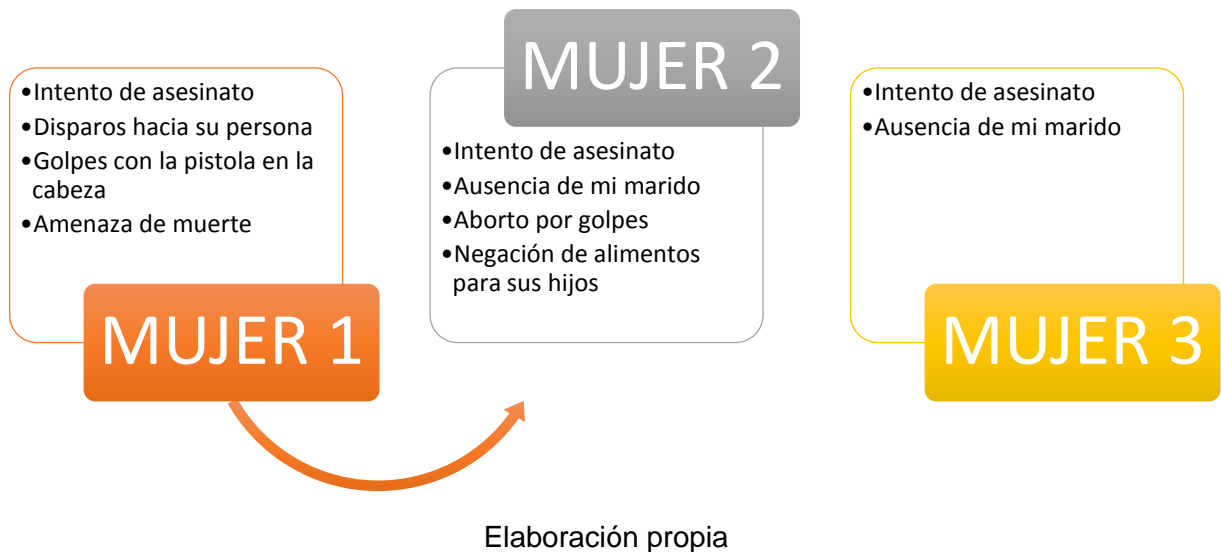 •Intento de asesinato
•Disparos hacia su persona
•Golpes con la pistola en la
cabeza
•Amenaza de muerte
MUJER 1
MUJER 2
•Intento de asesinato
•Ausencia de mi marido
•Aborto por golpes
•Negación de alimentos
para sus hijos
•Intento de asesinato
•Ausencia de mi marido
MUJER 3
Elaboración propia